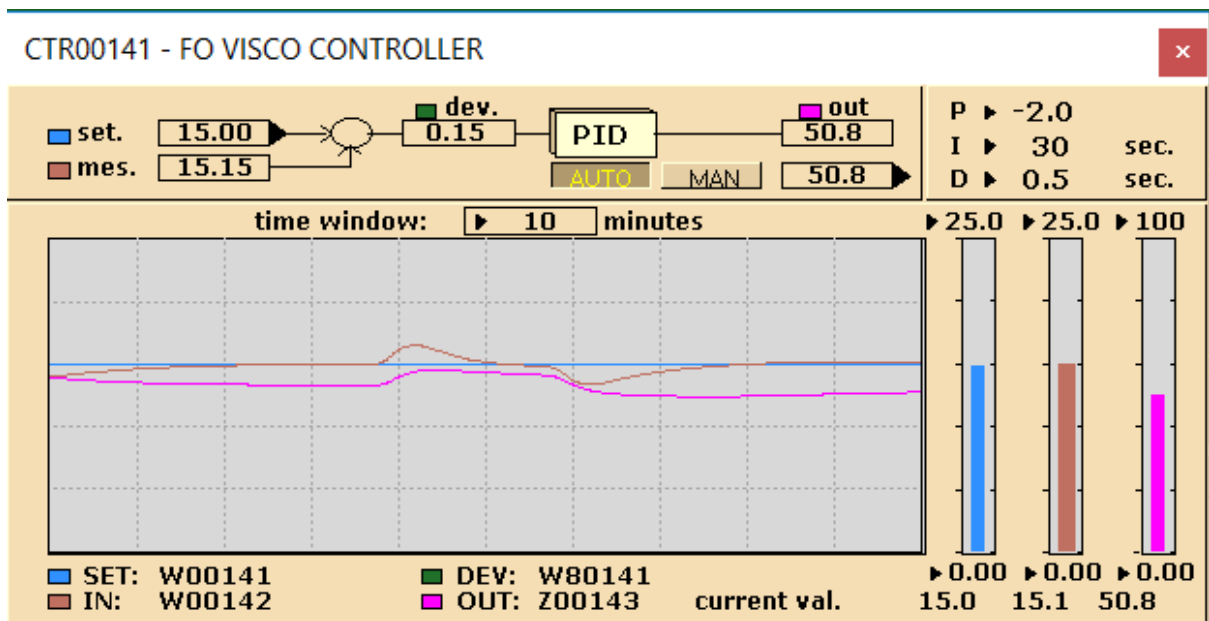 CTR00141 - FO VISCO CONTROLLER
×
set. 15.00
mes. 15.15
dev.
0.15
PID
AUTO MAN
out
50.8
50.8
P -2.0
I 30 sec.
D 0.5 sec.
time window: 10 minutes
25.0 25.0 100
0.00 0.00 0.00
SET: W00141 DEV: W80141
IN: W00142 OUT: Z00143 current val. 15.0 15.1 50.8